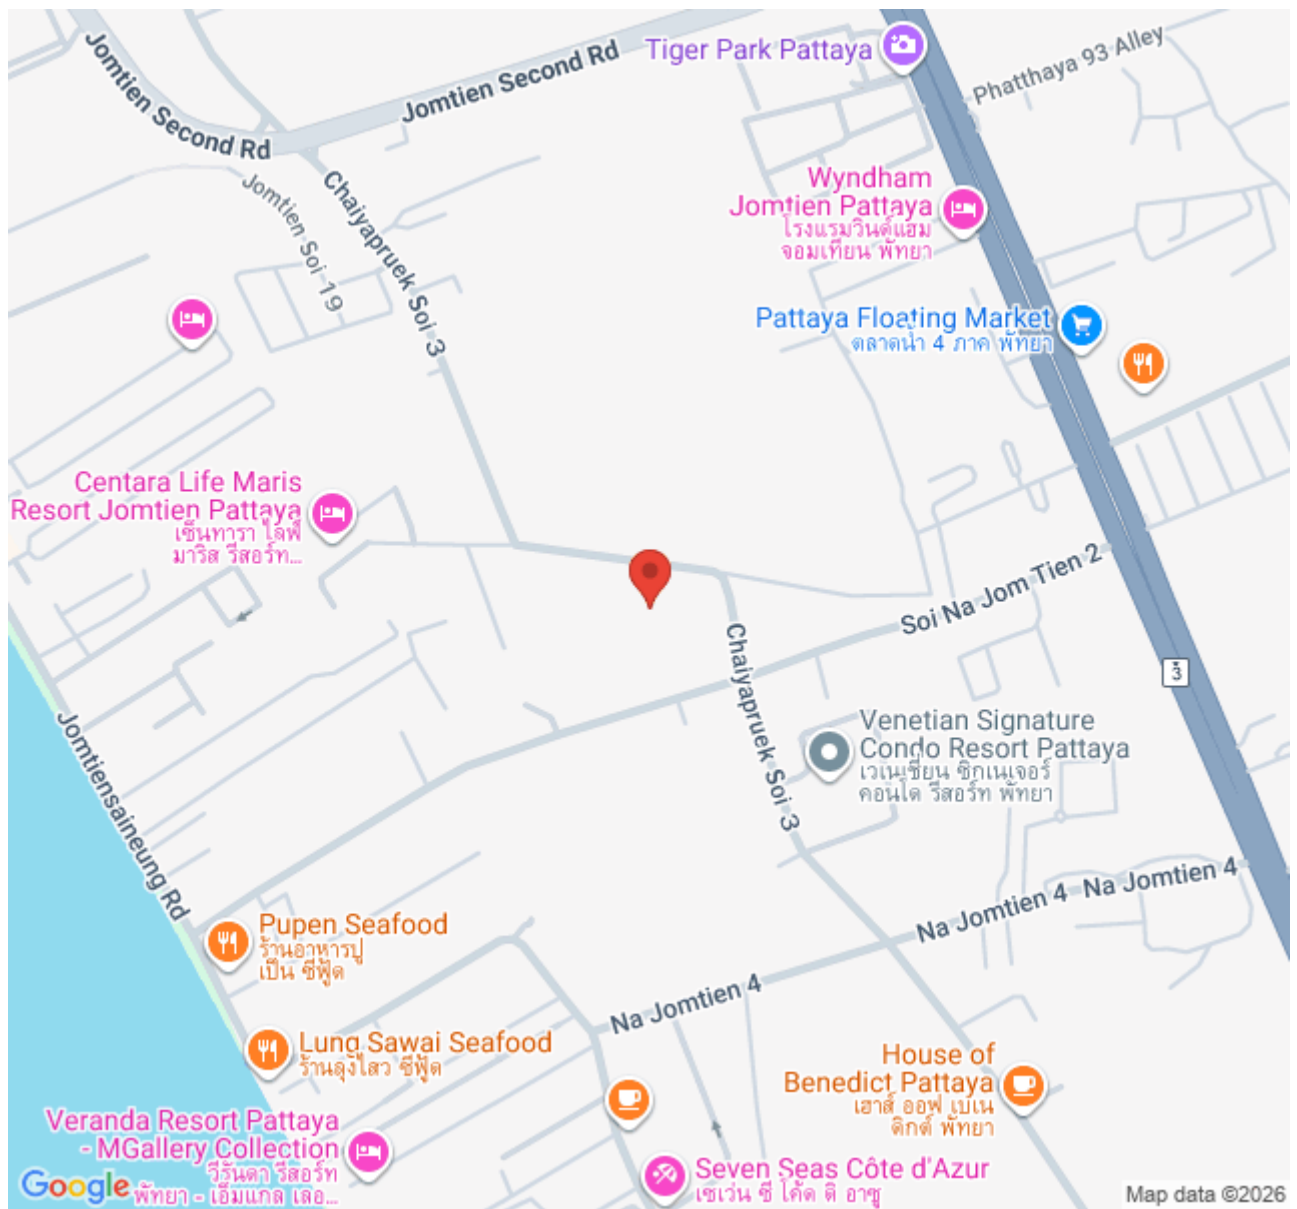 Jomtien Second Rd
Jomtien Second Rd
Tiger Park Pattaya
Phatthaya 93 Alley
Jomtien Soi 19
Chaiyapruek Soi 3
Wyndham
Jomtien Pattaya
โรงแรมวินด์แฮม
จอมเทียน พัทยา
Pattaya Floating Market
ตลาดน้ำ 4 ภาค พัทยา
Centara Life Maris
Resort Jomtien Pattaya
เซ็นทารา ไลฟ์
มาริส รีสอร์ท...
Soi Na Jom Tien 2
3
Chaiyapruek Soi 3
Venetian Signature
Condo Resort Pattaya
เวเนเชี่ยน ซิกเนเจอร์
คอนโด รีสอร์ท พัทยา
Jomtiensaineung Rd
Na Jomtien 4
Na Jomtien 4
Pupen Seafood
ร้านอาหารปู
เป็น ซีฟู้ด
Na Jomtien 4
Lung Sawai Seafood
ร้านลุงไสว ซีฟู้ด
House of
Benedict Pattaya
เฮาส์ ออฟ เบเน
ดิกต์ พัทยา
Veranda Resort Pattaya
- MGallery Collection
วีรันดา รีสอร์ท
พัทยา - เอ็มแกล เลอ...
Seven Seas Côte d'Azur
เซเว่น ซี โค้ด ดิ อาซู
Google
Map data ©2026